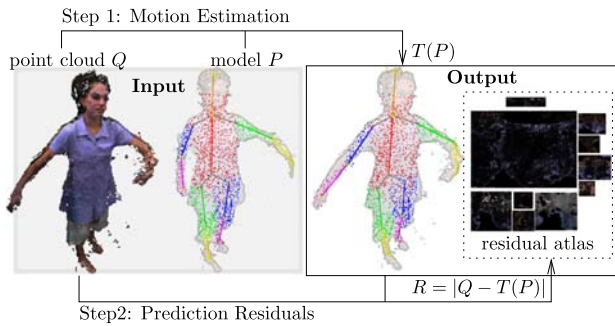 Step 1: Motion Estimation
point cloud Q
model P
T(P)
Input
Output
residual atlas
R = |Q − T(P)|
Step2: Prediction Residuals